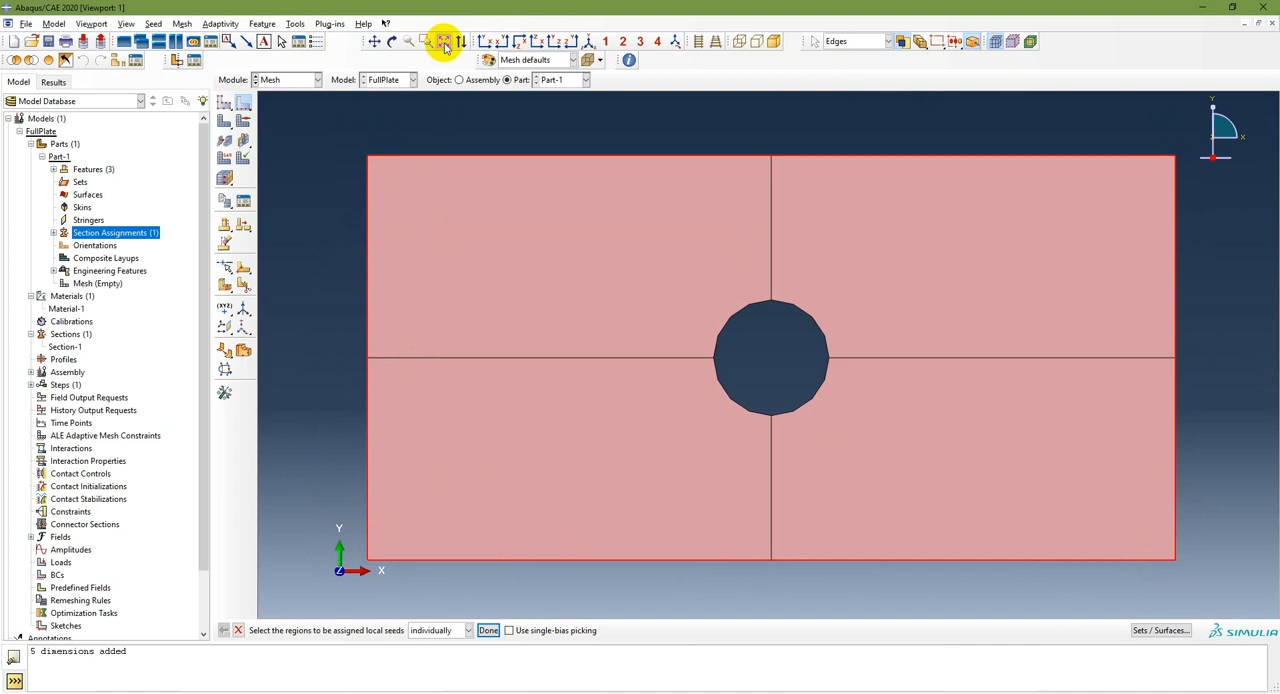 Abaqus/CAE 2020 [Viewport: 1]
File Model Viewport View Seed Mesh Adaptivity Feature Tools Plug-ins Help
1 2 3 4 Edges
Mesh defaults
Model Results Module: Mesh Model: FullPlate Object: Assembly Part: Part-1
Model Database
Models (1)
FullPlate
Parts (1)
Part-1
Features (3)
Sets
Surfaces
Skins
Stringers
Section Assignments (1)
Orientations
Composite Layups
Engineering Features
Mesh (Empty)
Materials (1)
Material-1
Calibrations
Sections (1)
Section-1
Profiles
Assembly
Steps (1)
Field Output Requests
History Output Requests
Time Points
ALE Adaptive Mesh Constraints
Interactions
Interaction Properties
Contact Controls
Contact Initializations
Contact Stabilizations
Constraints
Connector Sections
Fields
Amplitudes
Loads
BCs
Predefined Fields
Remeshing Rules
Optimization Tasks
Sketches
Annotations
Y
X
Y
Z
X
Select the regions to be assigned local seeds individually Done Use single-bias picking Sets / Surfaces... SIMULIA
5 dimensions added